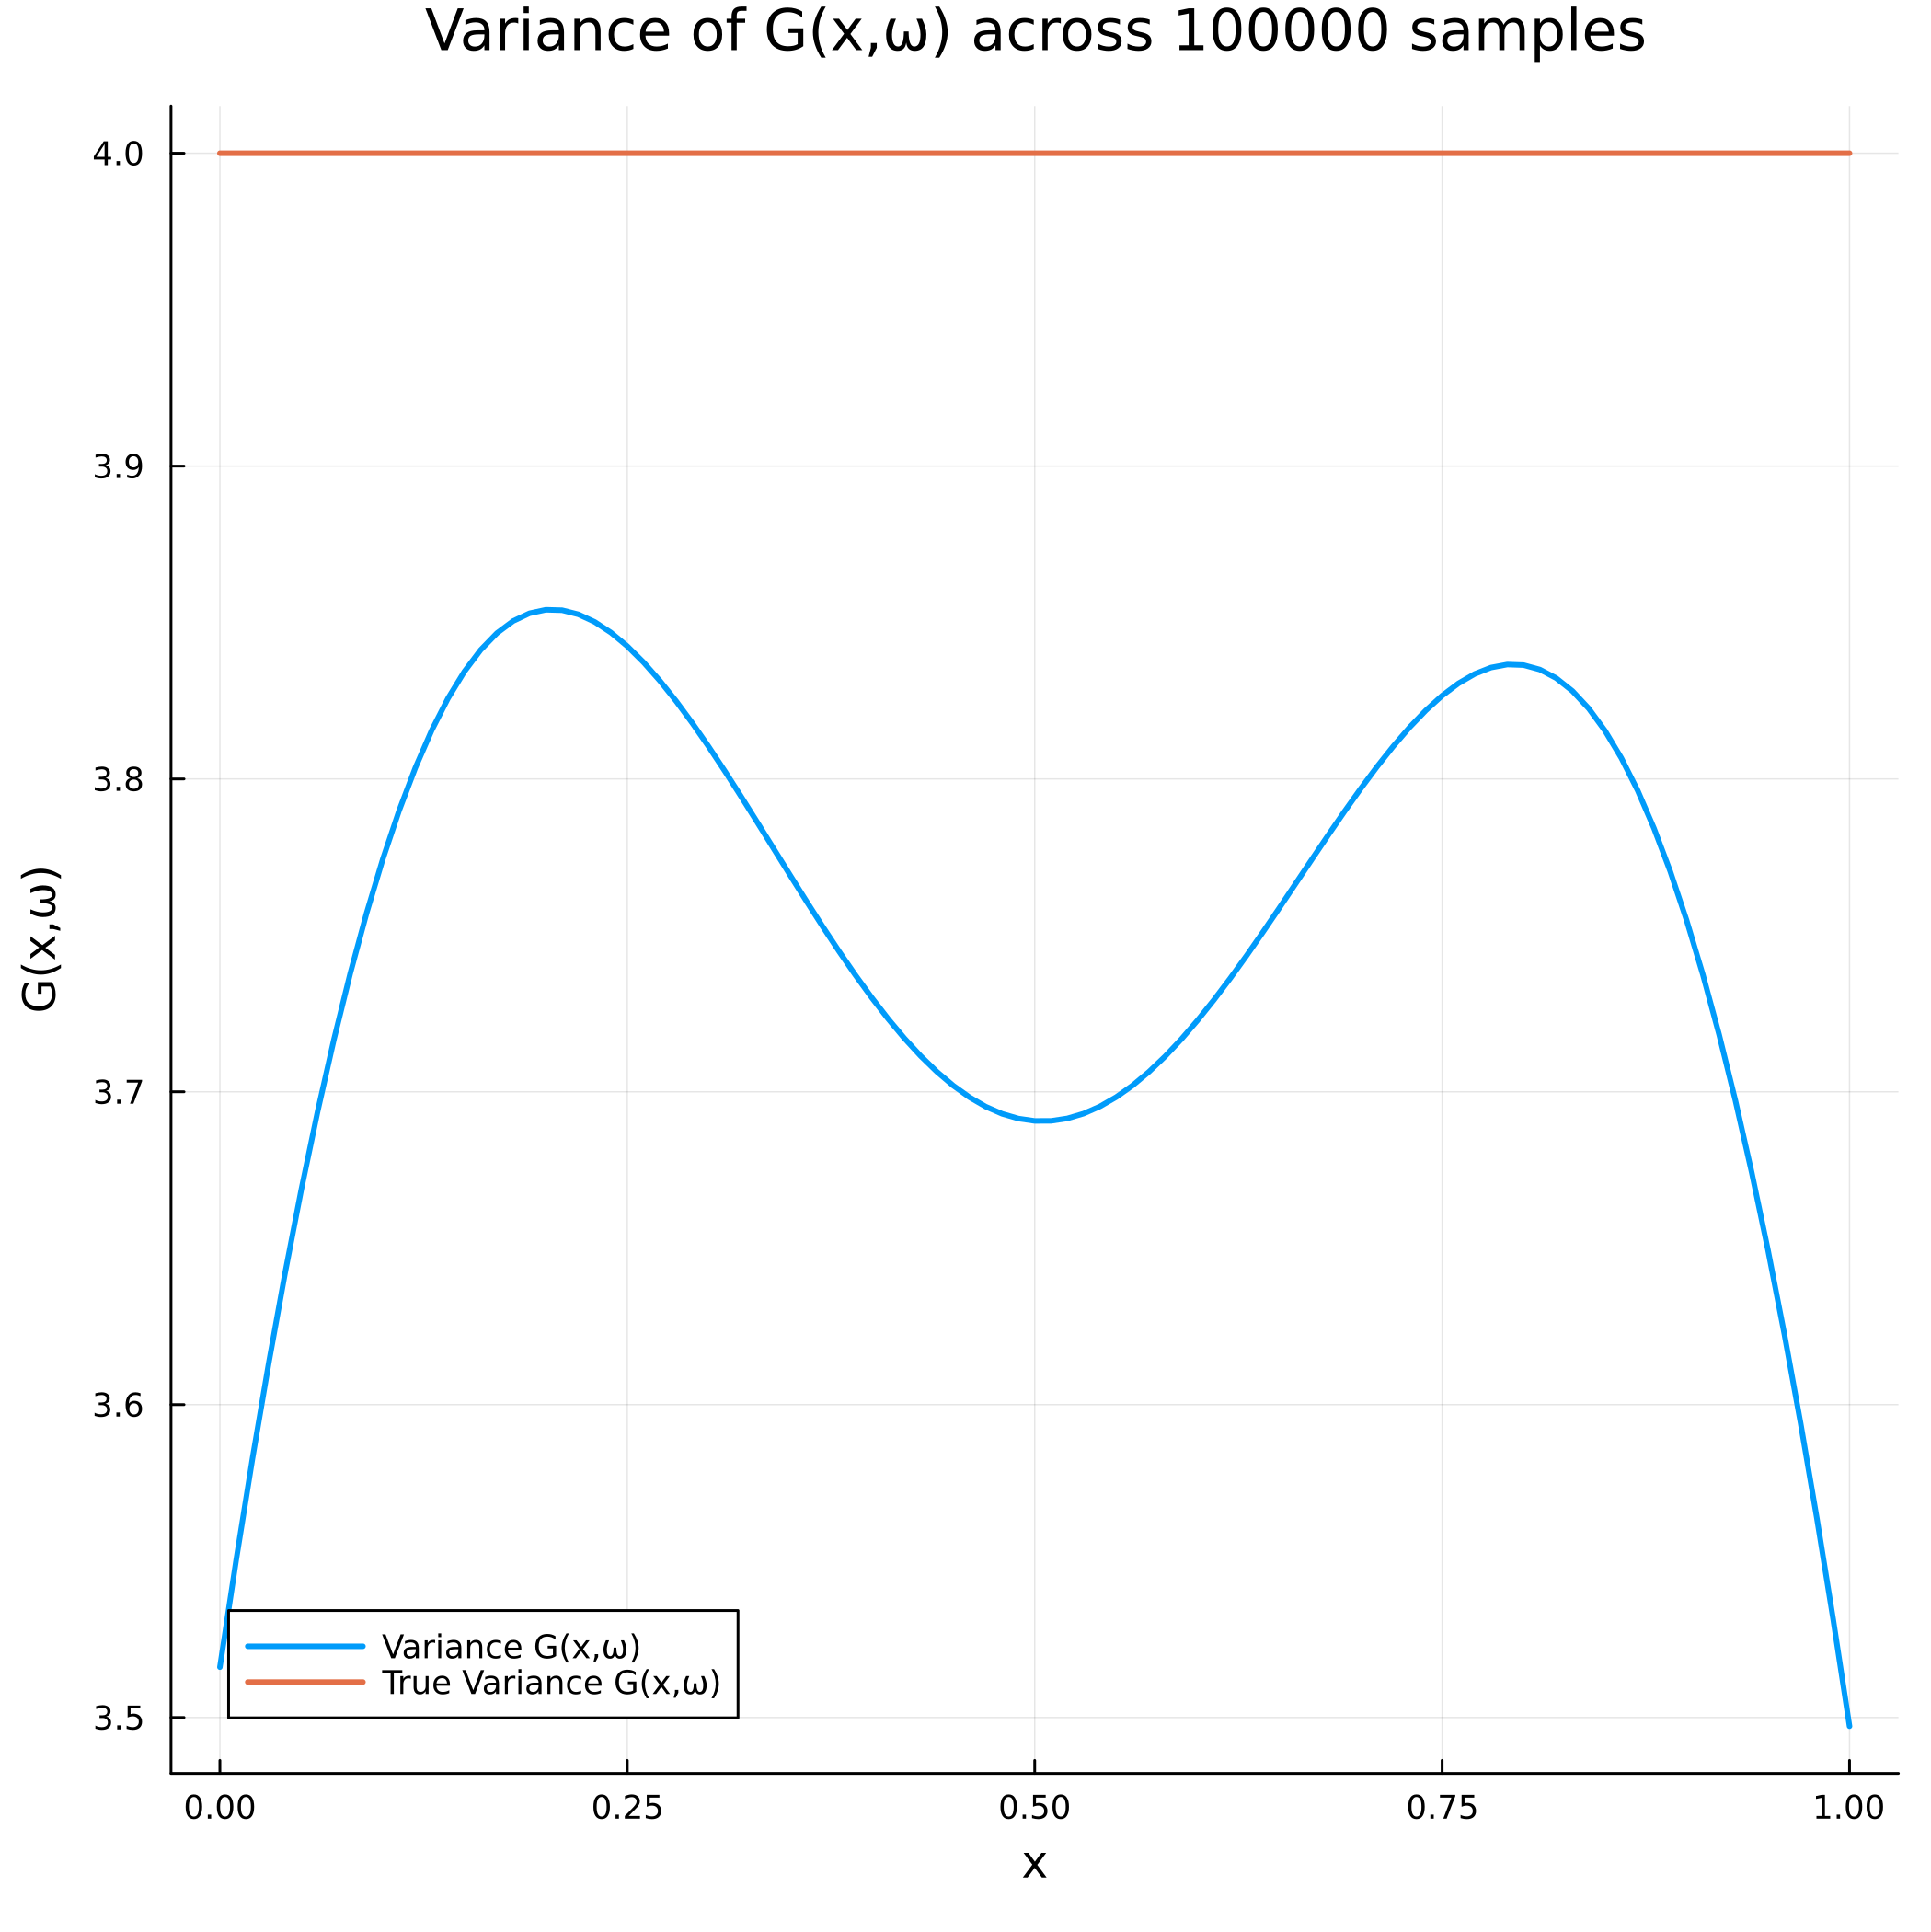 Variance of G(x,ω) across 100000 samples
4.0
3.9
3.8
3.7
3.6
3.5
G(x,ω)
Variance G(x,ω)
True Variance G(x,ω)
0.00 0.25 0.50 0.75 1.00
x